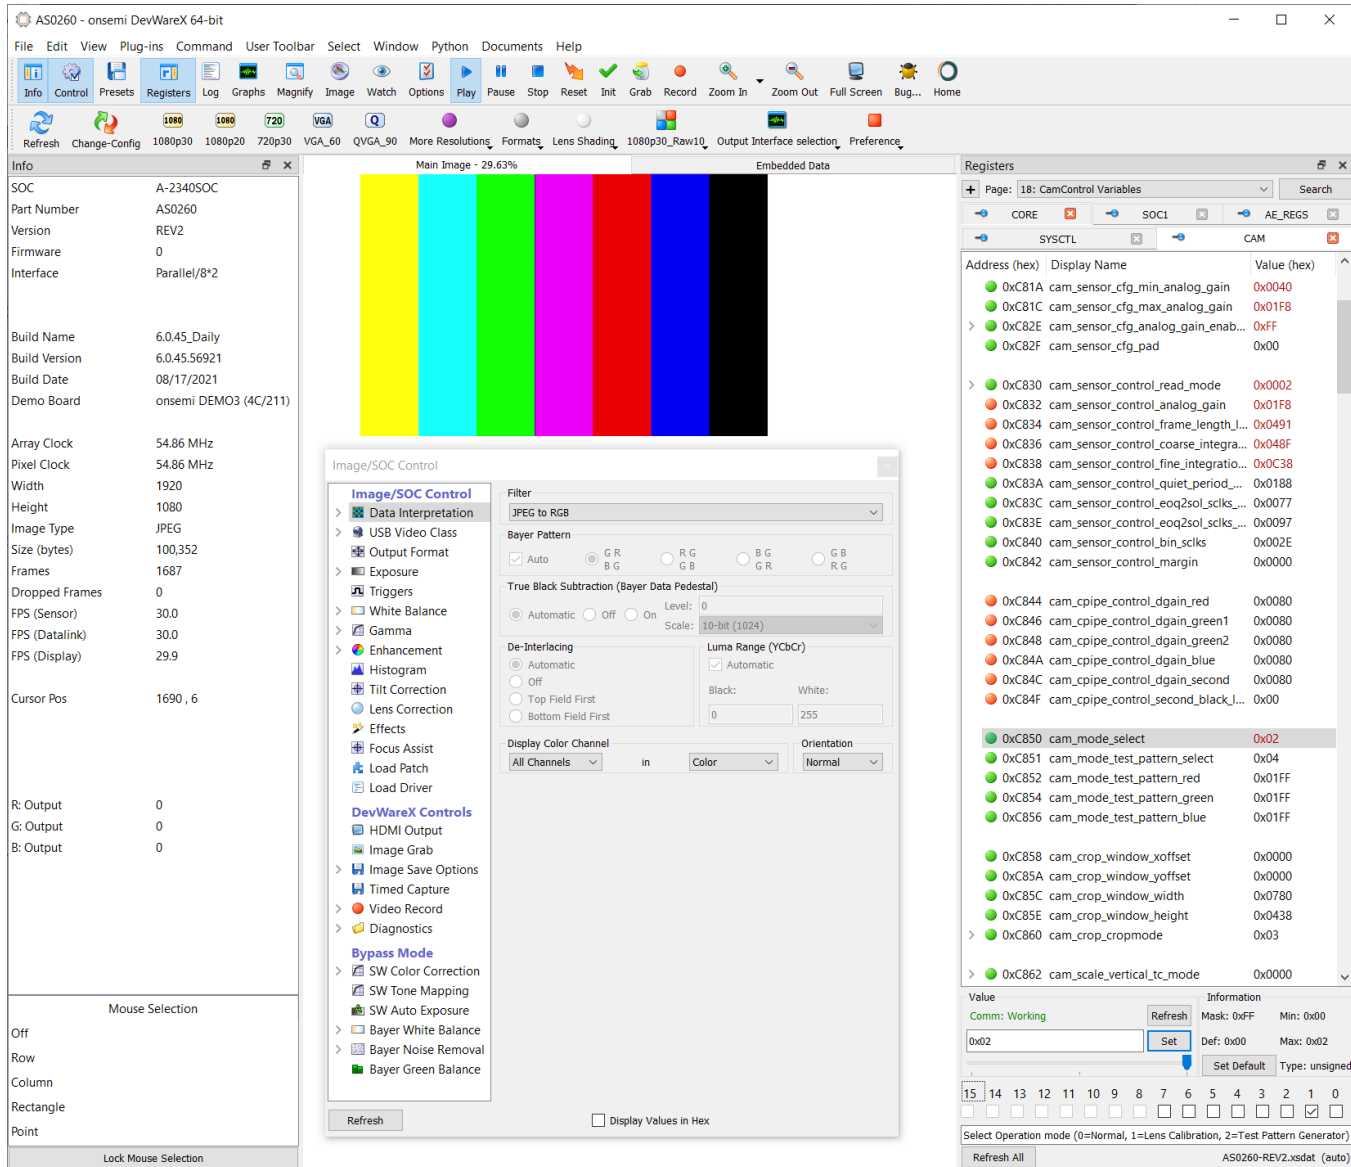 AS0260 - onsemi DevWareX 64-bit
File Edit View Plug-ins Command User Toolbar Select Window Python Documents Help
Info Control Presets Registers Log Graphs Magnify Image Watch Options Play Pause Stop Reset Init Grab Record Zoom In Zoom Out Full Screen Bug... Home
1080 1080 720 VGA Q
Refresh Change-Config 1080p30 1080p20 720p30 VGA_60 QVGA_90 More Resolutions Formats Lens Shading 1080p30_Raw10 Output Interface selection Preference
Info
SOC A-2340SOC
Part Number AS0260
Version REV2
Firmware 0
Interface Parallel/8*2
Build Name 6.0.45_Daily
Build Version 6.0.45.56921
Build Date 08/17/2021
Demo Board onsemi DEMO3 (4C/211)
Array Clock 54.86 MHz
Pixel Clock 54.86 MHz
Width 1920
Height 1080
Image Type JPEG
Size (bytes) 100,352
Frames 1687
Dropped Frames 0
FPS (Sensor) 30.0
FPS (Datalink) 30.0
FPS (Display) 29.9
Cursor Pos 1690 , 6
R: Output 0
G: Output 0
B: Output 0
Mouse Selection
Off
Row
Column
Rectangle
Point
Lock Mouse Selection
Main Image - 29.63% Embedded Data
Image/SOC Control
Image/SOC Control
Data Interpretation
USB Video Class
Output Format
Exposure
Triggers
White Balance
Gamma
Enhancement
Histogram
Tilt Correction
Lens Correction
Effects
Focus Assist
Load Patch
Load Driver
DevWareX Controls
HDMI Output
Image Grab
Image Save Options
Timed Capture
Video Record
Diagnostics
Bypass Mode
SW Color Correction
SW Tone Mapping
SW Auto Exposure
Bayer White Balance
Bayer Noise Removal
Bayer Green Balance
Refresh
Filter
JPEG to RGB
Bayer Pattern
Auto
G R
B G
R G
G B
B G
G R
G B
R G
True Black Subtraction (Bayer Data Pedestal)
Automatic Off On
Level: 0
Scale: 10-bit (1024)
De-Interlacing
Automatic
Off
Top Field First
Bottom Field First
Luma Range (YCbCr)
Automatic
Black: White:
0 255
Display Color Channel
All Channels in Color
Orientation
Normal
Display Values in Hex
Registers
+ Page: 18: CamControl Variables Search
CORE SOC1 AE_REGS
SYSCTL CAM
Address (hex) Display Name Value (hex)
0xC81A cam_sensor_cfg_min_analog_gain 0x0040
0xC81C cam_sensor_cfg_max_analog_gain 0x01F8
0xC82E cam_sensor_cfg_analog_gain_enab... 0xFF
0xC82F cam_sensor_cfg_pad 0x00
0xC830 cam_sensor_control_read_mode 0x0002
0xC832 cam_sensor_control_analog_gain 0x01F8
0xC834 cam_sensor_control_frame_length_l... 0x0491
0xC836 cam_sensor_control_coarse_integra... 0x048F
0xC838 cam_sensor_control_fine_integratio... 0x0C38
0xC83A cam_sensor_control_quiet_period_... 0x0188
0xC83C cam_sensor_control_eoq2sol_sclks_... 0x0077
0xC83E cam_sensor_control_eoq2sol_sclks_... 0x0097
0xC840 cam_sensor_control_bin_sclks 0x002E
0xC842 cam_sensor_control_margin 0x0000
0xC844 cam_cpipe_control_dgain_red 0x0080
0xC846 cam_cpipe_control_dgain_green1 0x0080
0xC848 cam_cpipe_control_dgain_green2 0x0080
0xC84A cam_cpipe_control_dgain_blue 0x0080
0xC84C cam_cpipe_control_dgain_second 0x0080
0xC84F cam_cpipe_control_second_black_l... 0x00
0xC850 cam_mode_select 0x02
0xC851 cam_mode_test_pattern_select 0x04
0xC852 cam_mode_test_pattern_red 0x01FF
0xC854 cam_mode_test_pattern_green 0x01FF
0xC856 cam_mode_test_pattern_blue 0x01FF
0xC858 cam_crop_window_xoffset 0x0000
0xC85A cam_crop_window_yoffset 0x0000
0xC85C cam_crop_window_width 0x0780
0xC85E cam_crop_window_height 0x0438
0xC860 cam_crop_cropmode 0x03
0xC862 cam_scale_vertical_tc_mode 0x0000
Value
Comm: Working Refresh
0x02 Set
Information
Mask: 0xFF Min: 0x00
Def: 0x00 Max: 0x02
Set Default Type: unsigned
15 14 13 12 11 10 9 8 7 6 5 4 3 2 1 0
Select Operation mode (0=Normal, 1=Lens Calibration, 2=Test Pattern Generator)
Refresh All AS0260-REV2.xsdat (auto)